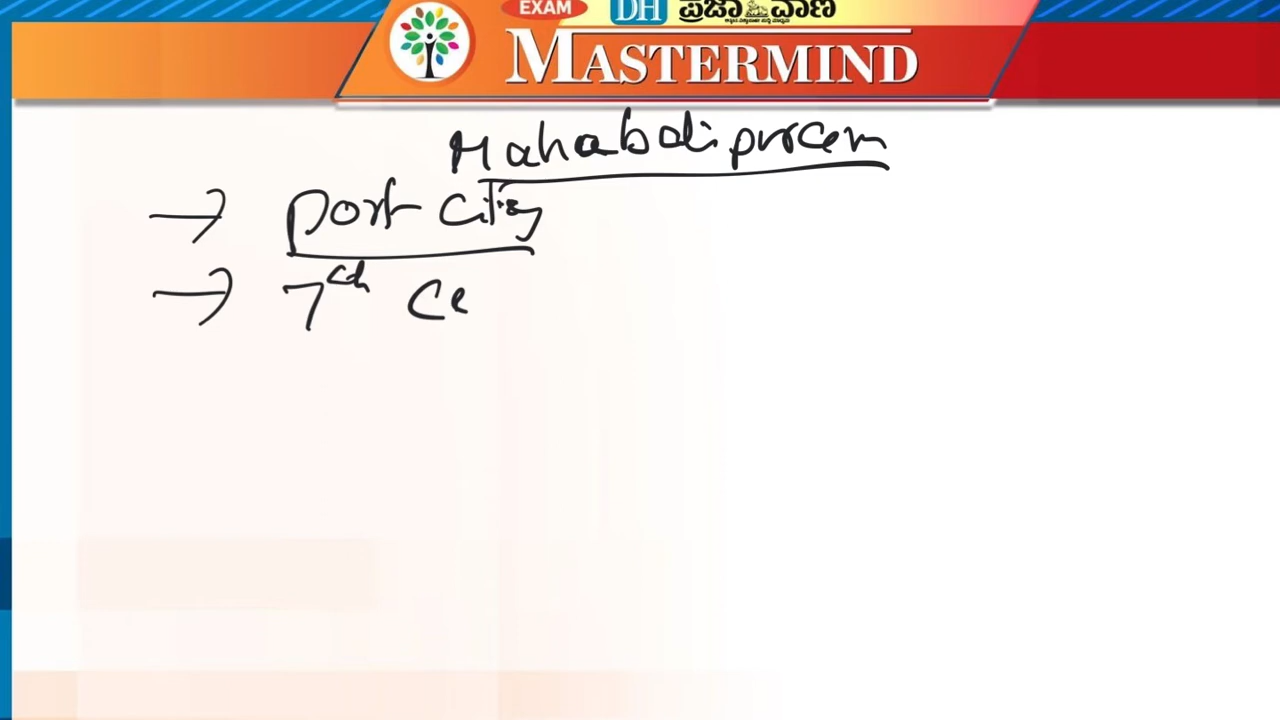 EXAM
DH ಪ್ರಜಾವಾಣಿ
MASTERMIND
Mahabalipuram
→ Port City
→ 7th Ce